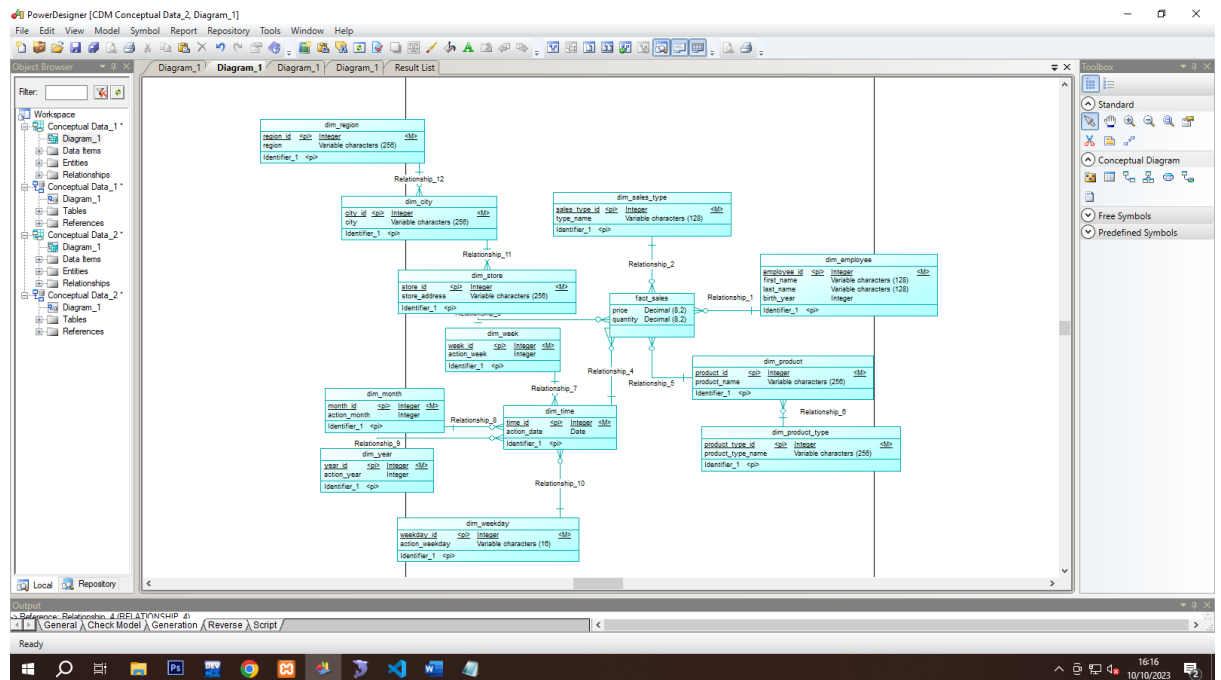 PowerDesigner [CDM Conceptual Data_2, Diagram_1]
File Edit View Model Symbol Report Repository Tools Window Help
Object Browser
Filter:
Workspace
Conceptual Data_1 *
Diagram_1
Data Items
Entities
Relationships
Conceptual Data_1 *
Diagram_1
Tables
References
Conceptual Data_2 *
Diagram_1
Data Items
Entities
Relationships
Conceptual Data_2 *
Diagram_1
Tables
References
Local Repository
Diagram_1 Diagram_1 Diagram_1 Diagram_1 Result List
dim_region
region_id <pi> Integer <M>
region Variable characters (256)
Identifier_1 <pi>
Relationship_12
dim_city
city_id <pi> Integer <M>
city Variable characters (256)
Identifier_1 <pi>
Relationship_11
dim_store
store_id <pi> Integer <M>
store_address Variable characters (256)
Identifier_1 <pi>
dim_sales_type
sales_type_id <pi> Integer <M>
type_name Variable characters (128)
Identifier_1 <pi>
Relationship_2
dim_employee
employee_id <pi> Integer <M>
first_name Variable characters (128)
last_name Variable characters (128)
birth_year Integer
Identifier_1 <pi>
Relationship_1
fact_sales
price Decimal (8,2)
quantity Decimal (8,2)
dim_week
week_id <pi> Integer <M>
action_week Integer
Identifier_1 <pi>
Relationship_4
Relationship_5
dim_product
product_id <pi> Integer <M>
product_name Variable characters (256)
Identifier_1 <pi>
Relationship_6
dim_product_type
product_type_id <pi> Integer <M>
product_type_name Variable characters (256)
Identifier_1 <pi>
Relationship_7
dim_month
month_id <pi> Integer <M>
action_month Integer
Identifier_1 <pi>
Relationship_8
dim_time
time_id <pi> Integer <M>
action_date Date
Identifier_1 <pi>
Relationship_9
dim_year
year_id <pi> Integer <M>
action_year Integer
Identifier_1 <pi>
Relationship_10
dim_weekday
weekday_id <pi> Integer <M>
action_weekday Variable characters (16)
Identifier_1 <pi>
Toolbox
Standard
Conceptual Diagram
Free Symbols
Predefined Symbols
Output
-> Reference: Relationship_4 (RELATIONSHIP_4)
General Check Model Generation Reverse Script
Ready
Ps
DEV
16:16
10/10/2023
2